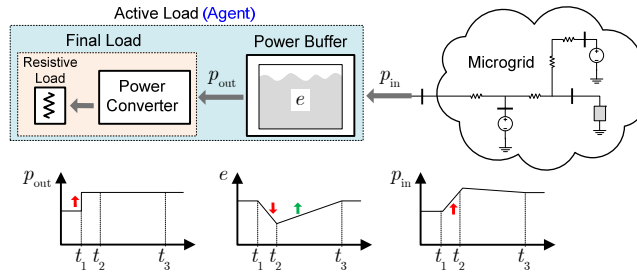 Active Load (Agent)
Final Load
Power Buffer
Microgrid
Resistive
Load
Power
Converter
p_out
e
p_in
p_out
t_1 t_2 t_3
e
t_1 t_2 t_3
p_in
t_1 t_2 t_3